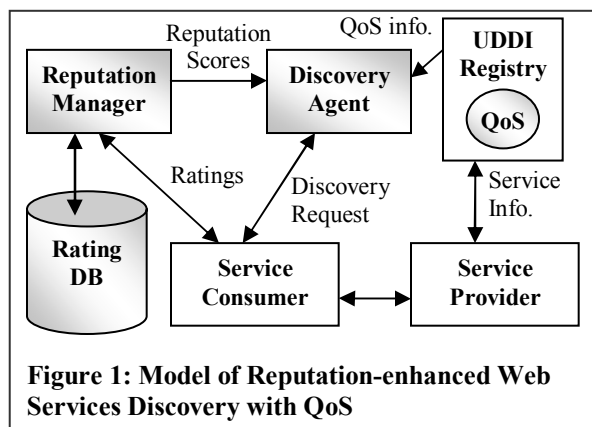 Reputation
Scores
QoS info.
UDDI
Registry
QoS
Reputation
Manager
Discovery
Agent
Ratings
Discovery
Request
Service
Info.
Rating
DB
Service
Consumer
Service
Provider
Figure 1: Model of Reputation-enhanced Web
Services Discovery with QoS